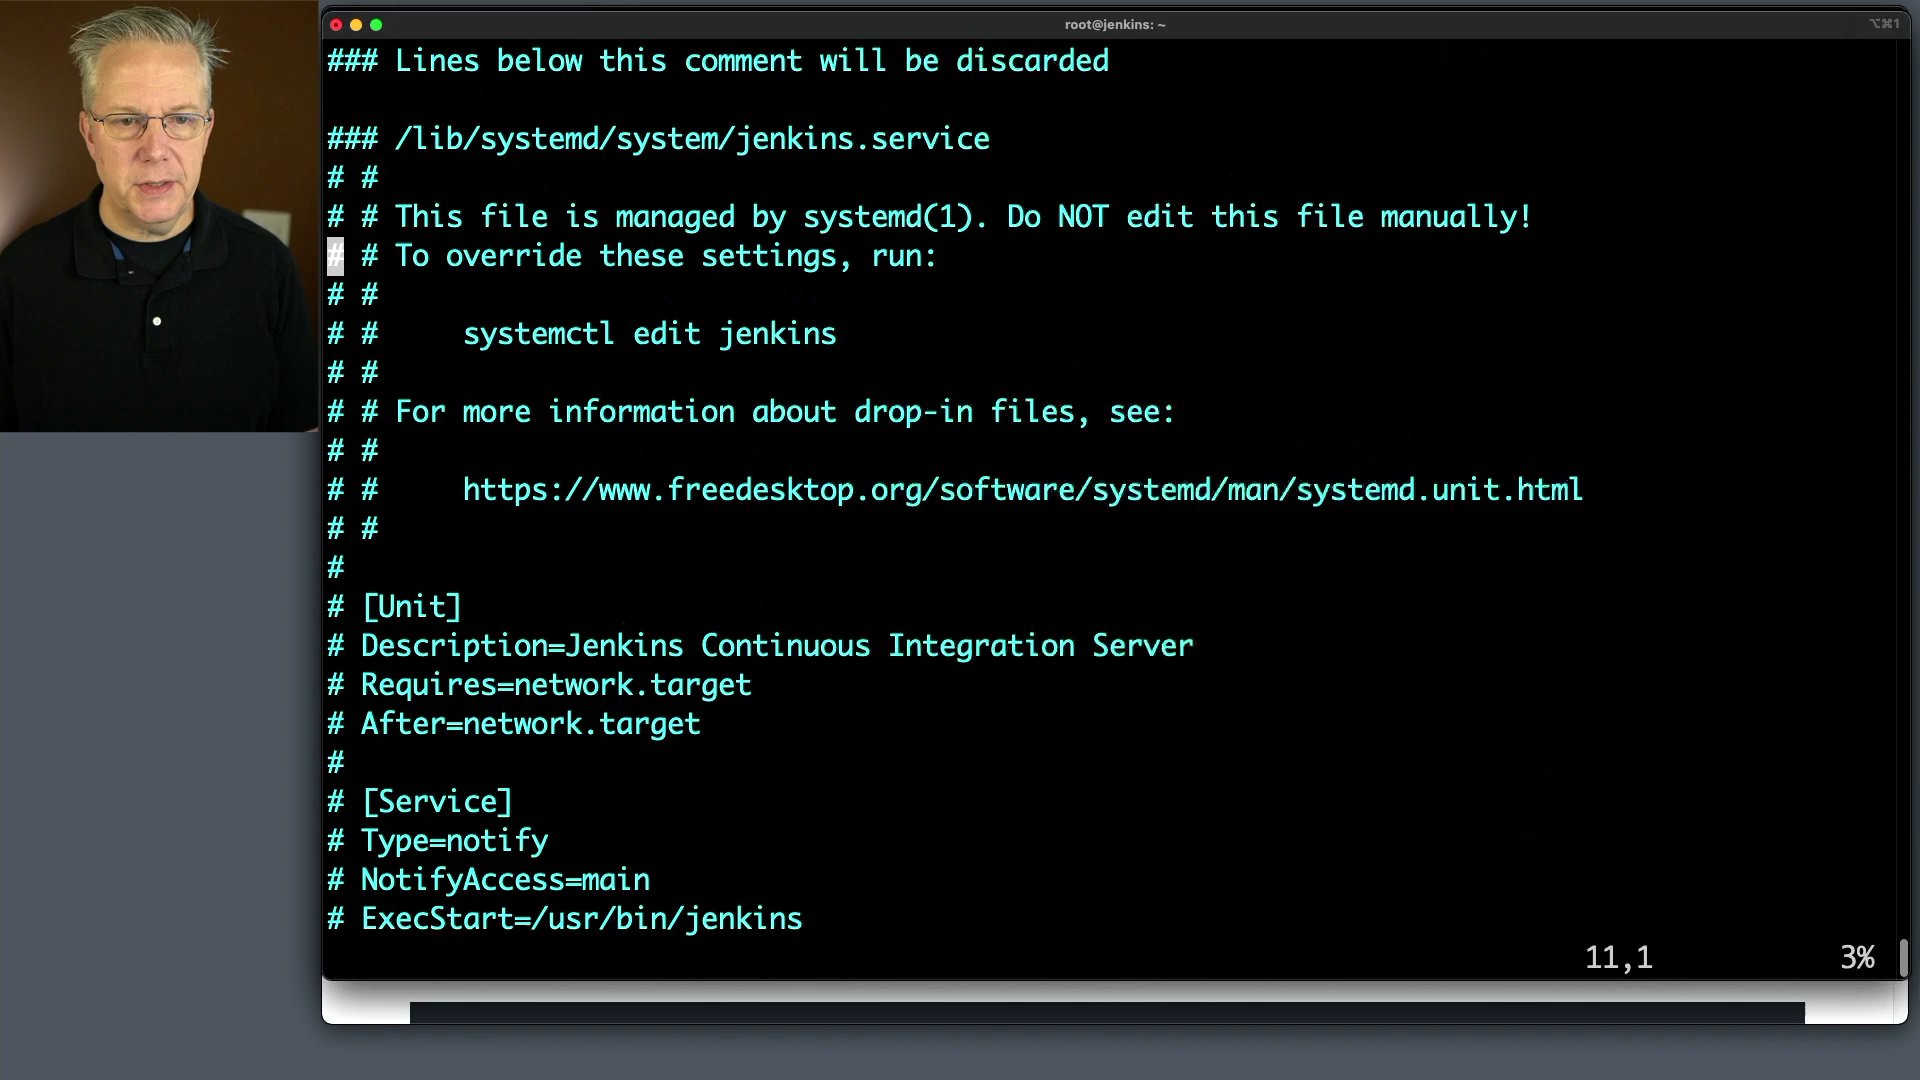 root@jenkins: ~
⌥⌘1
### Lines below this comment will be discarded
### /lib/systemd/system/jenkins.service
# #
# # This file is managed by systemd(1). Do NOT edit this file manually!
# # To override these settings, run:
# #
# #     systemctl edit jenkins
# #
# # For more information about drop-in files, see:
# #
# #     https://www.freedesktop.org/software/systemd/man/systemd.unit.html
# #
#
# [Unit]
# Description=Jenkins Continuous Integration Server
# Requires=network.target
# After=network.target
#
# [Service]
# Type=notify
# NotifyAccess=main
# ExecStart=/usr/bin/jenkins
11,1 3%